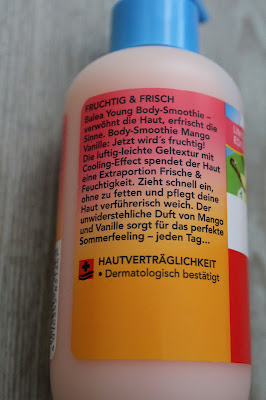 FRUCHTIG & FRISCH
Balea Young Body-Smoothie –
verwöhnt die Haut, erfrischt die
Sinne. Body-Smoothie Mango
Vanille: Jetzt wird´s fruchtig!
Die luftig-leichte Geltextur mit
Cooling-Effect spendet der Haut
eine Extraportion Frische &
Feuchtigkeit. Zieht schnell ein,
ohne zu fetten und pflegt deine
Haut verführerisch weich. Der
unwiderstehliche Duft von Mango
und Vanille sorgt für das perfekte
Sommerfeeling – jeden Tag...
HAUTVERTRÄGLICHKEIT
• Dermatologisch bestätigt